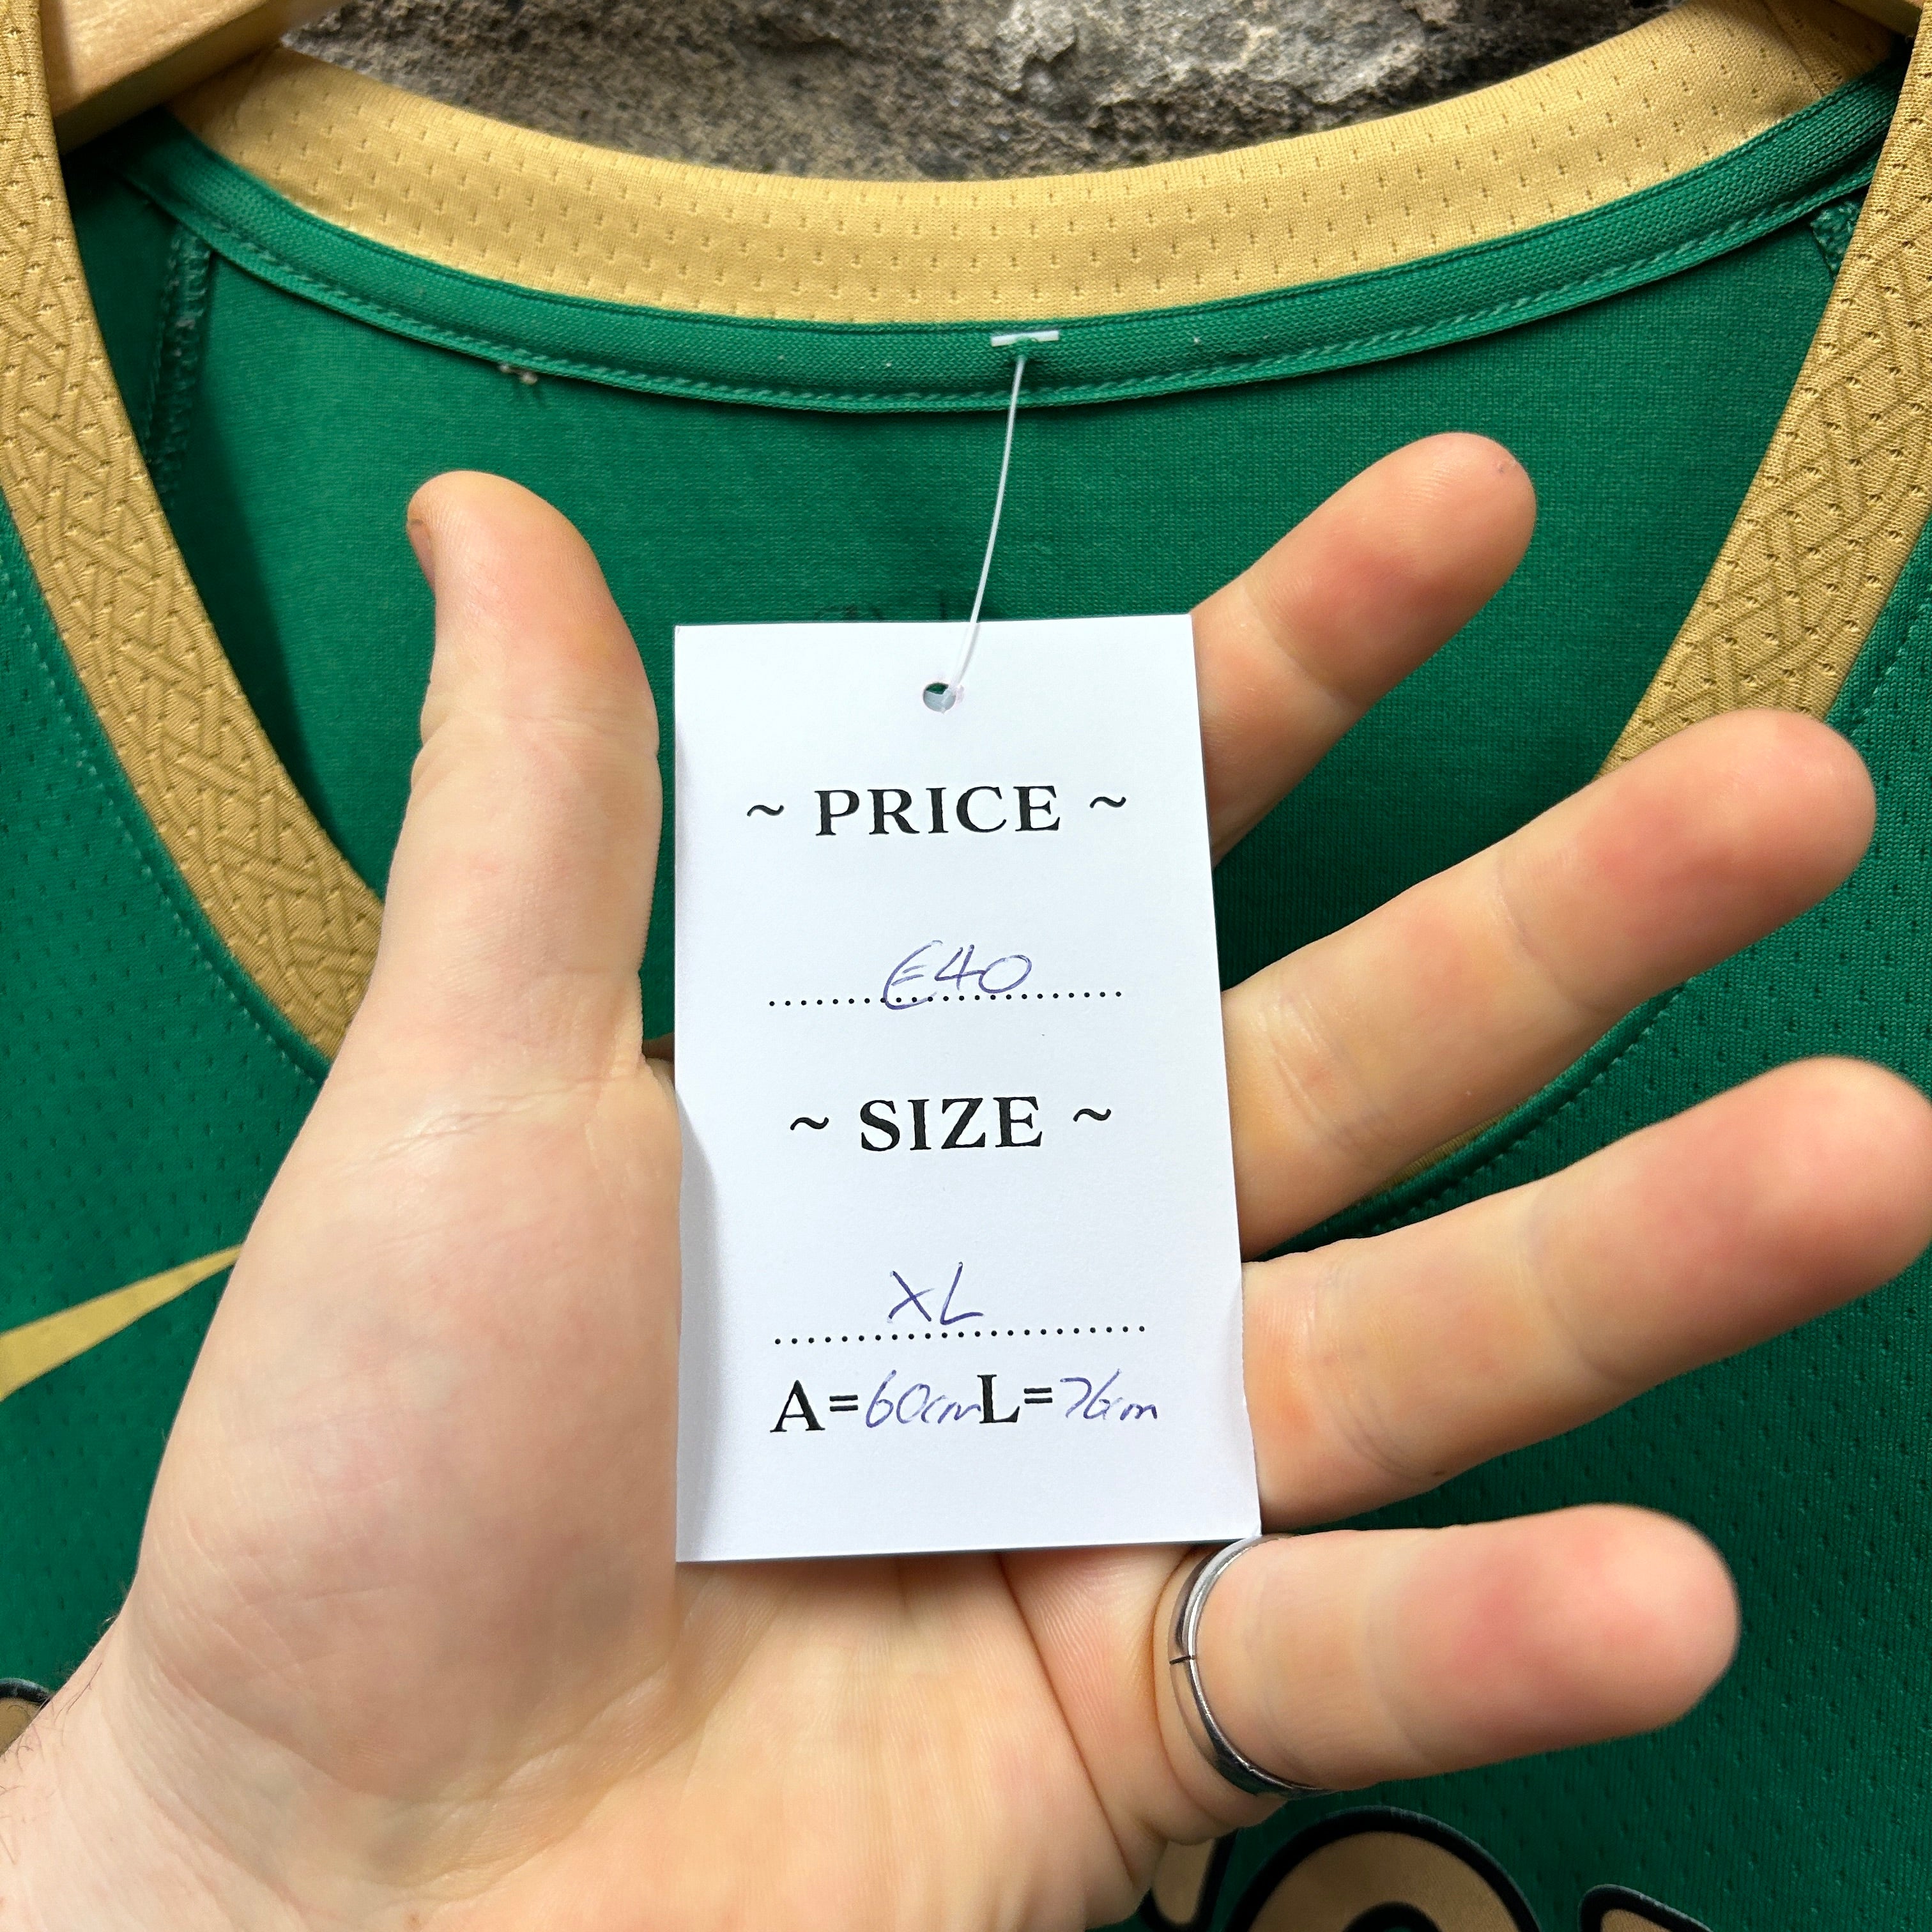 ~ PRICE ~
€40
~ SIZE ~
XL
A=60cm L=76cm